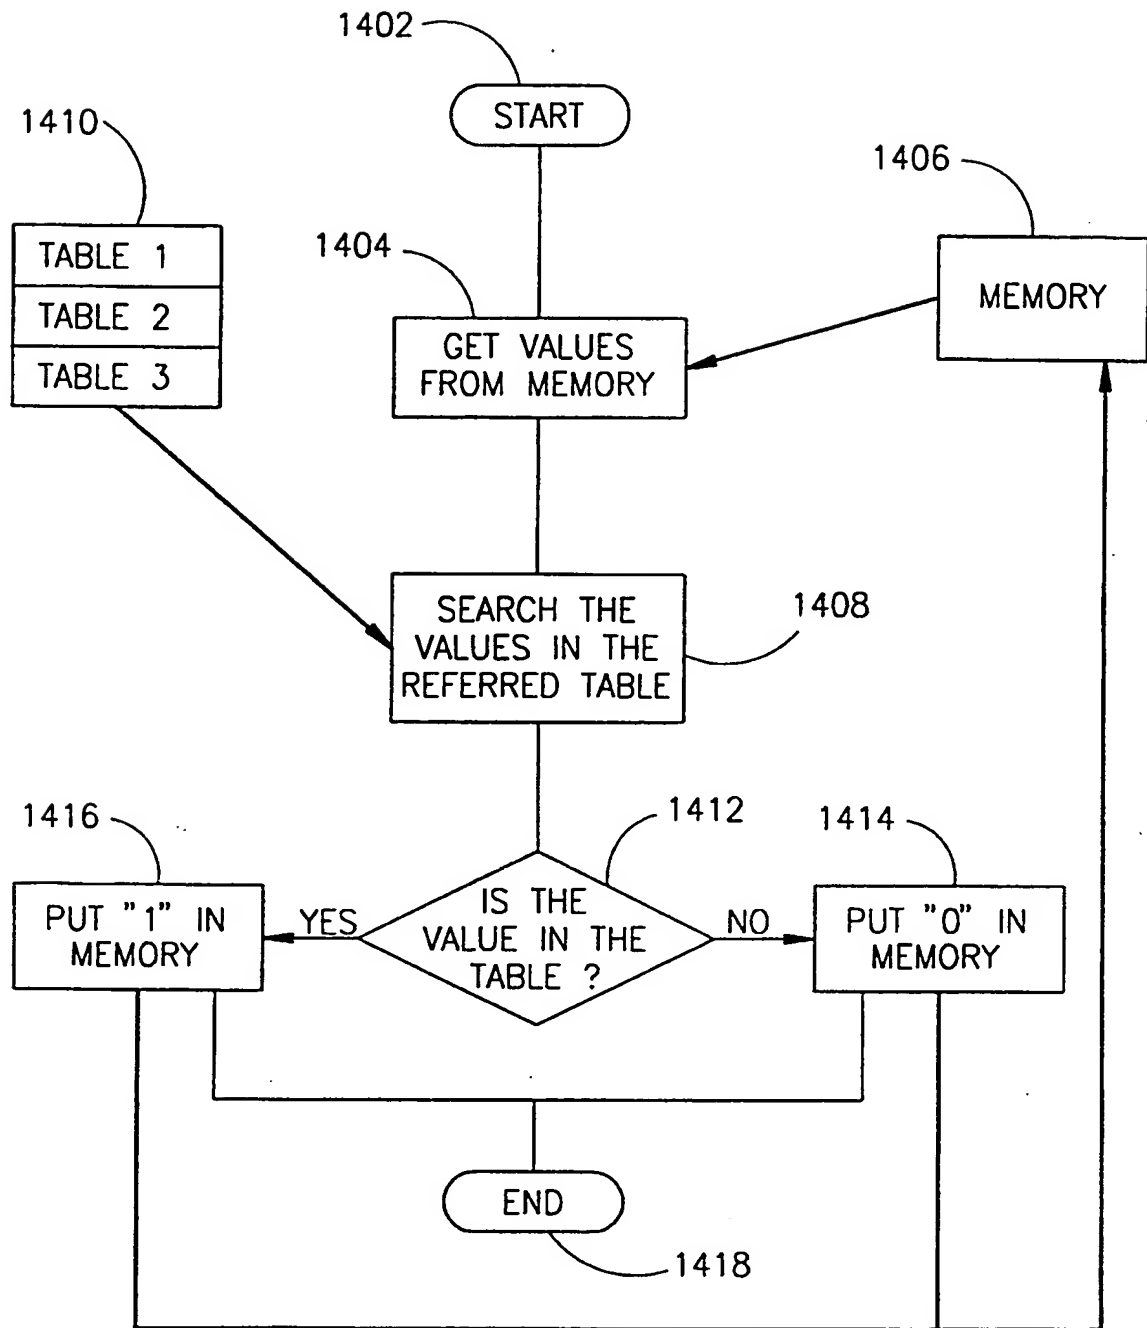 1402
START
1410
1406
TABLE 1
1404
MEMORY
TABLE 2
GET VALUES
FROM MEMORY
TABLE 3
SEARCH THE
VALUES IN THE
REFERRED TABLE
1408
1416
1412
1414
PUT "1" IN
MEMORY
YES
IS THE
VALUE IN THE
TABLE ?
NO
PUT "0" IN
MEMORY
END
1418